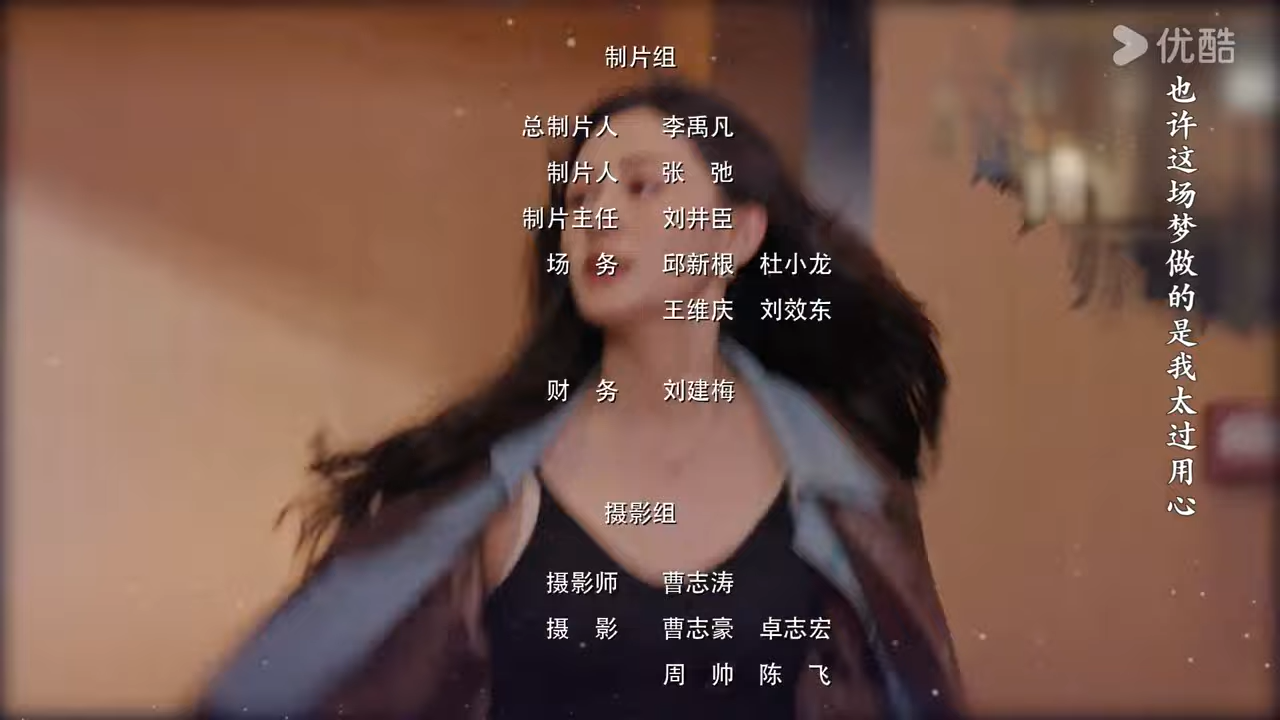 优酷
制片组
总制片人 李禹凡
制片人 张 弛
制片主任 刘井臣
场 务 邱新根 杜小龙
王维庆 刘效东
财 务 刘建梅
摄影组
摄影师 曹志涛
摄 影 曹志豪 卓志宏
周 帅 陈 飞
也许这场梦做的是我太过用心